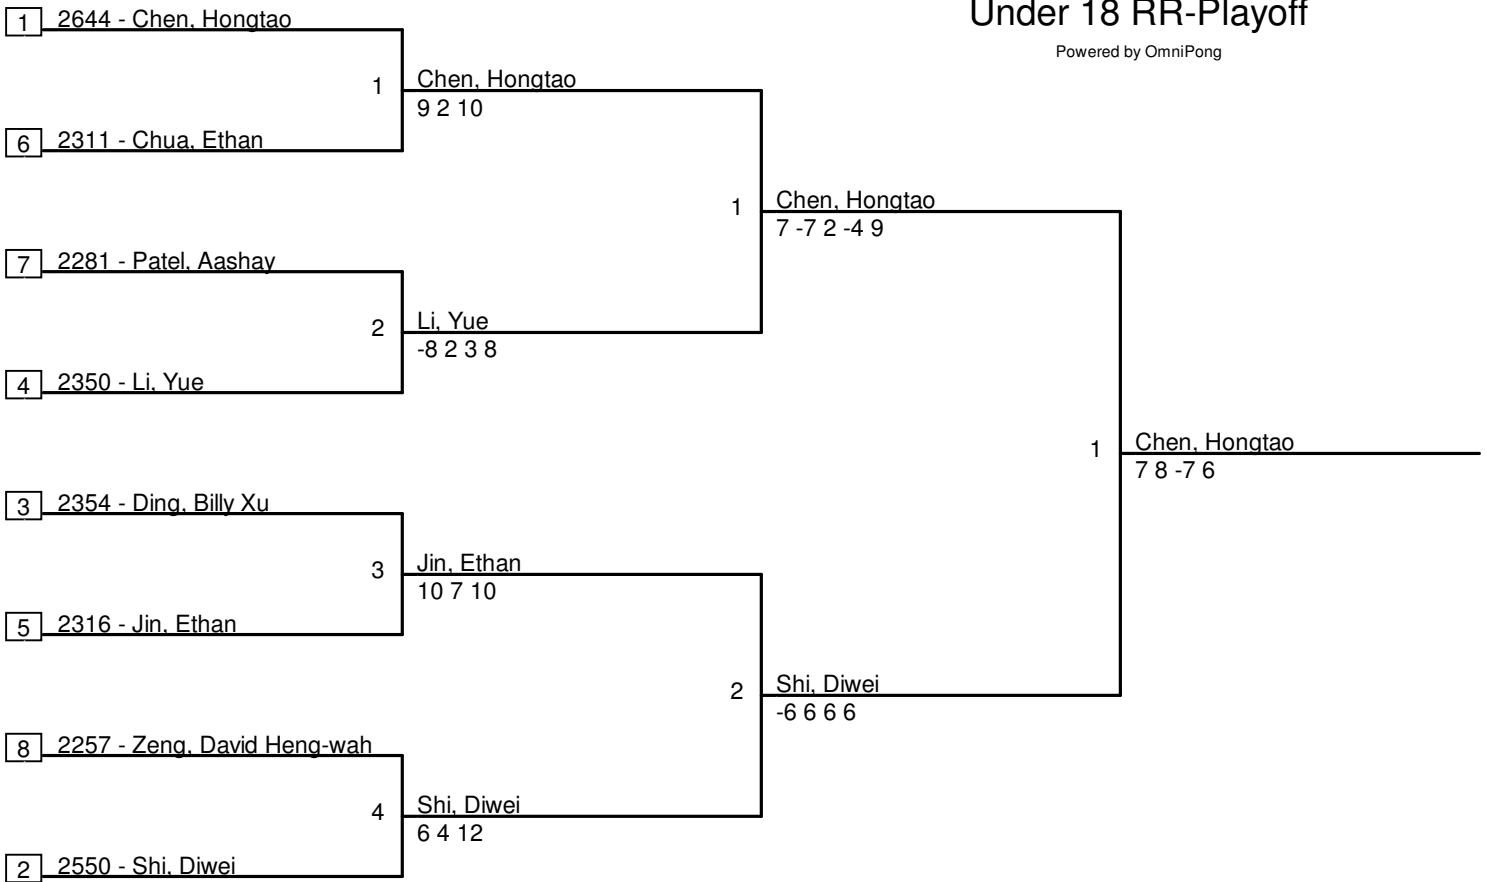 Under 18 RR-Playoff
Powered by OmniPong
1 2644 - Chen, Hongtao
1 Chen, Hongtao
9 2 10
6 2311 - Chua, Ethan
1 Chen, Hongtao
7 -7 2 -4 9
7 2281 - Patel, Aashay
2 Li, Yue
-8 2 3 8
4 2350 - Li, Yue
1 Chen, Hongtao
7 8 -7 6
3 2354 - Ding, Billy Xu
3 Jin, Ethan
10 7 10
5 2316 - Jin, Ethan
2 Shi, Diwei
-6 6 6 6
8 2257 - Zeng, David Heng-wah
4 Shi, Diwei
6 4 12
2 2550 - Shi, Diwei